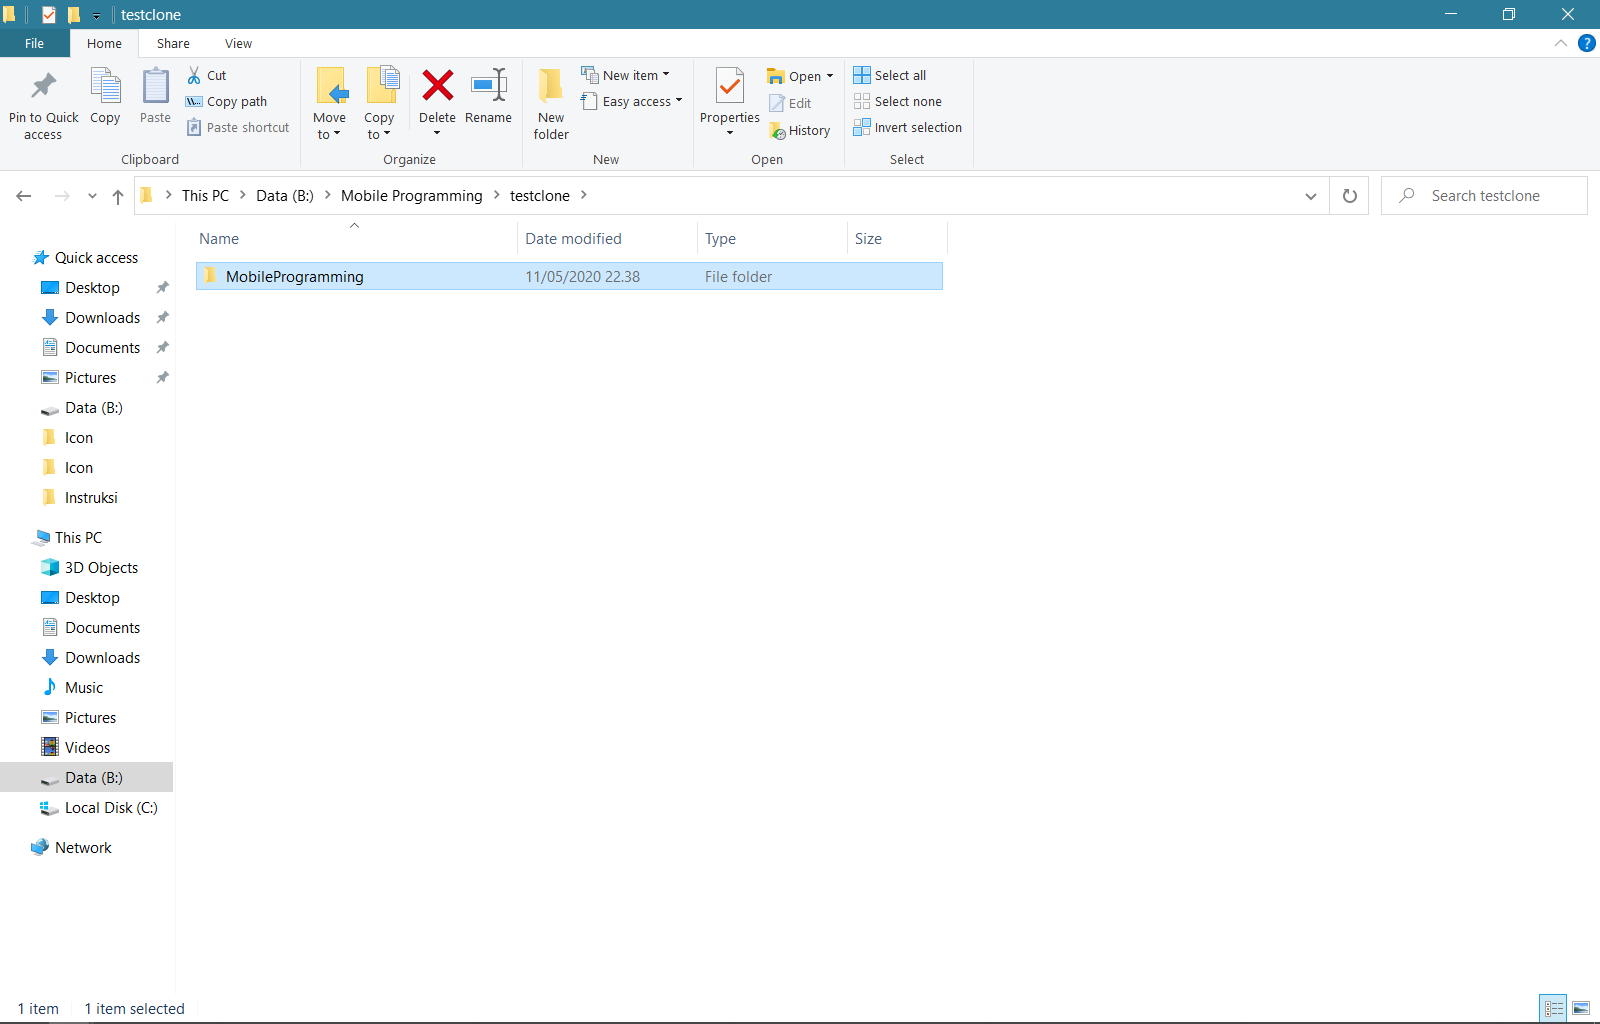 testclone
File Home Share View
Pin to Quick access
Copy
Paste
Cut
Copy path
Paste shortcut
Clipboard
Move to
Copy to
Delete
Rename
Organize
New folder
New item
Easy access
New
Properties
Open
Edit
History
Open
Select all
Select none
Invert selection
Select
This PC > Data (B:) > Mobile Programming > testclone >
Search testclone
Name Date modified Type Size
MobileProgramming 11/05/2020 22.38 File folder
Quick access
Desktop
Downloads
Documents
Pictures
Data (B:)
Icon
Icon
Instruksi
This PC
3D Objects
Desktop
Documents
Downloads
Music
Pictures
Videos
Data (B:)
Local Disk (C:)
Network
1 item 1 item selected